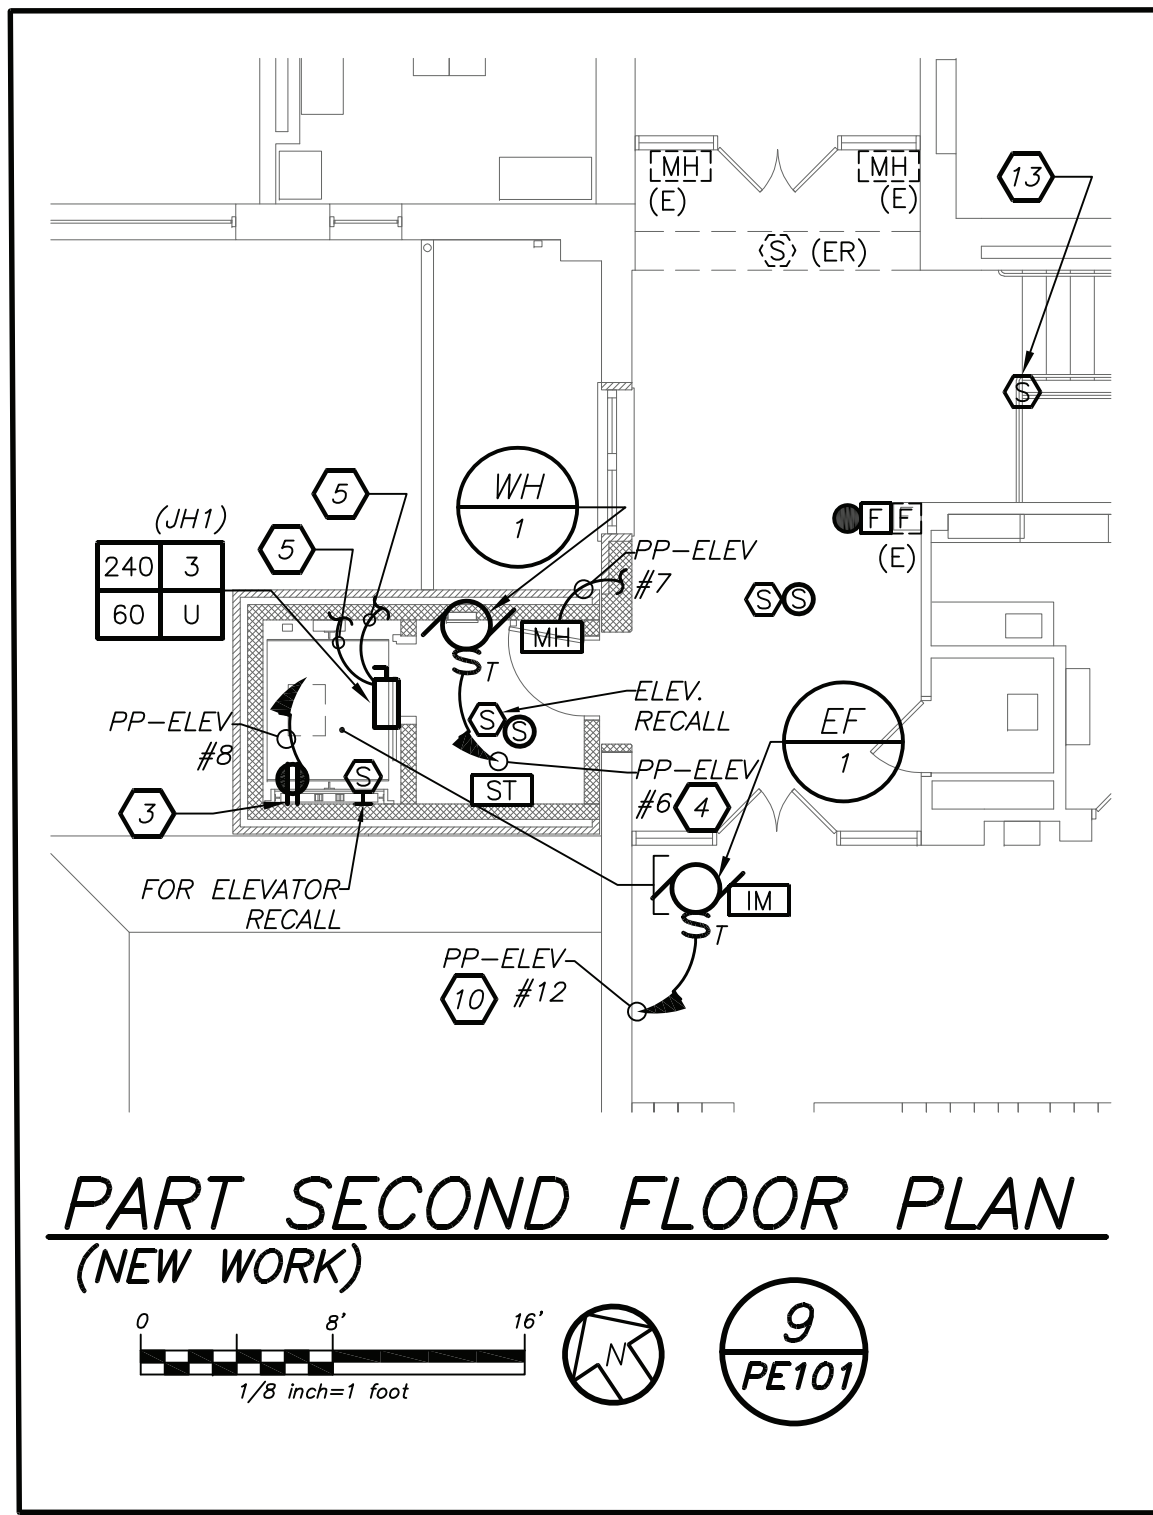 MH
MH
(E)
(E)
13
S (ER)
S
WH
1
5
(JH1)
5
240 3
60 U
F F
(E)
PP-ELEV
#7
S S
MH
T
ELEV.
RECALL
S
S
EF
1
PP-ELEV
#8
S
PP-ELEV
#6
4
ST
3
FOR ELEVATOR
RECALL
IM
T
PP-ELEV
#12
10
PART SECOND FLOOR PLAN
(NEW WORK)
0 8' 16'
1/8 inch=1 foot
N
9
PE101